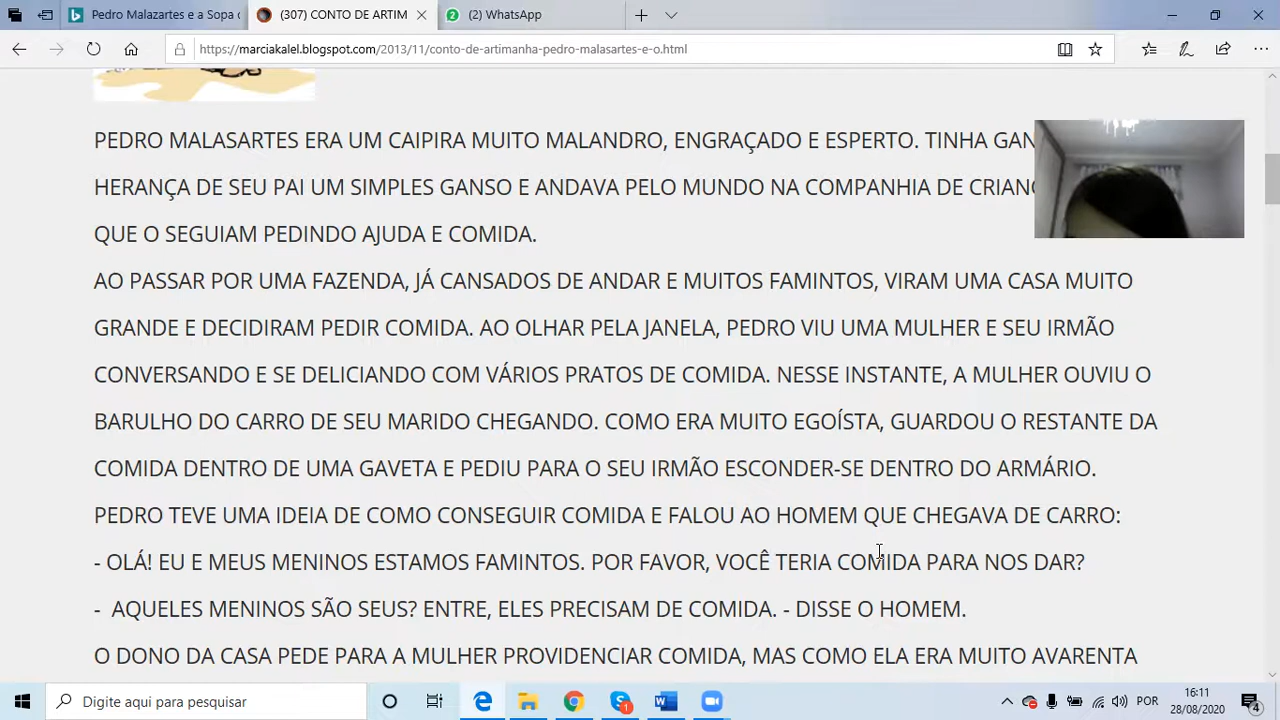 Pedro Malazartes e a Sopa
(307) CONTO DE ARTIM
(2) WhatsApp
https://marciakalel.blogspot.com/2013/11/conto-de-artimanha-pedro-malasartes-e-o.html
PEDRO MALASARTES ERA UM CAIPIRA MUITO MALANDRO, ENGRAÇADO E ESPERTO. TINHA
HERANÇA DE SEU PAI UM SIMPLES GANSO E ANDAVA PELO MUNDO NA COMPANHIA DE
QUE O SEGUIAM PEDINDO AJUDA E COMIDA.
AO PASSAR POR UMA FAZENDA, JÁ CANSADOS DE ANDAR E MUITOS FAMINTOS, VIRAM UMA CASA MUITO
GRANDE E DECIDIRAM PEDIR COMIDA. AO OLHAR PELA JANELA, PEDRO VIU UMA MULHER E SEU IRMÃO
CONVERSANDO E SE DELICIANDO COM VÁRIOS PRATOS DE COMIDA. NESSE INSTANTE, A MULHER OUVIU O
BARULHO DO CARRO DE SEU MARIDO CHEGANDO. COMO ERA MUITO EGOÍSTA, GUARDOU O RESTANTE DA
COMIDA DENTRO DE UMA GAVETA E PEDIU PARA O SEU IRMÃO ESCONDER-SE DENTRO DO ARMÁRIO.
PEDRO TEVE UMA IDEIA DE COMO CONSEGUIR COMIDA E FALOU AO HOMEM QUE CHEGAVA DE CARRO:
- OLÁ! EU E MEUS MENINOS ESTAMOS FAMINTOS. POR FAVOR, VOCÊ TERIA COMIDA PARA NOS DAR?
- AQUELES MENINOS SÃO SEUS? ENTRE, ELES PRECISAM DE COMIDA. - DISSE O HOMEM.
O DONO DA CASA PEDE PARA A MULHER PROVIDENCIAR COMIDA, MAS COMO ELA ERA MUITO AVARENTA
Digite aqui para pesquisar
POR
16:11
28/08/2020